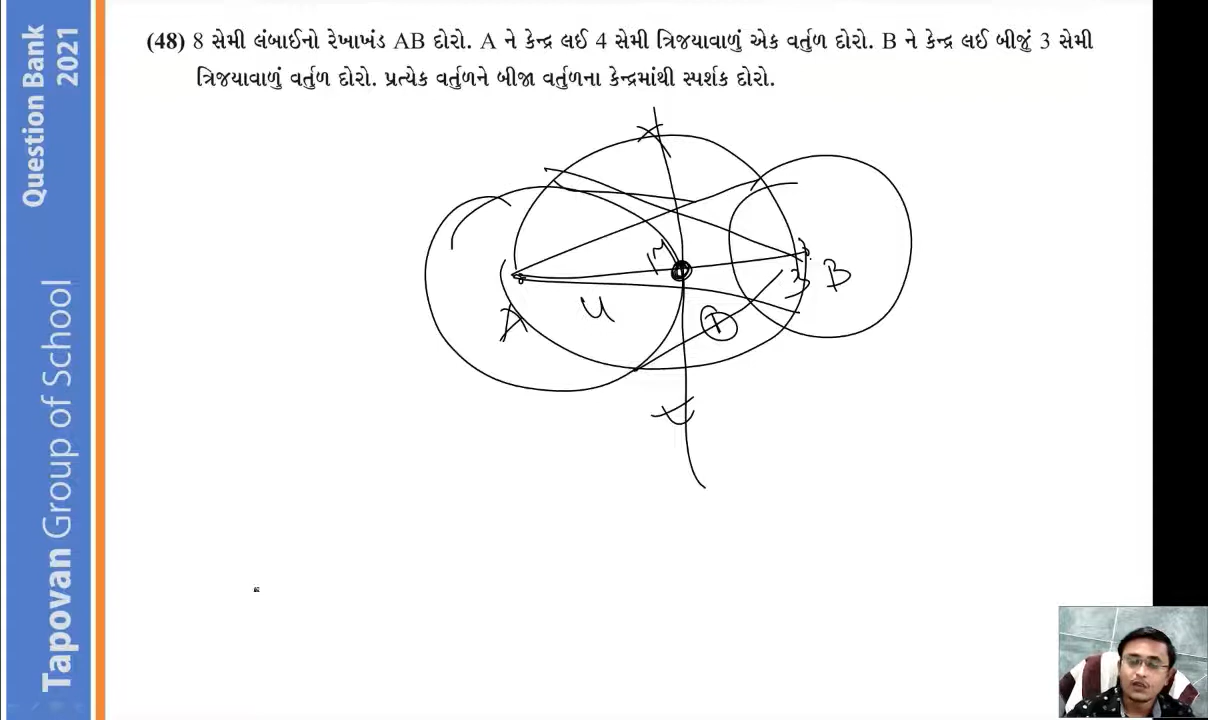 Question Bank
2021
Tapovan Group of School
(48) 8 સેમી લંબાઈનો રેખાખંડ AB દોરો. A ને કેન્દ્ર લઈ 4 સેમી ત્રિજયાવાળું એક વર્તુળ દોરો. B ને કેન્દ્ર લઈ બીજું 3 સેમી
ત્રિજયાવાળું વર્તુળ દોરો. પ્રત્યેક વર્તુળને બીજા વર્તુળના કેન્દ્રમાંથી સ્પર્શક દોરો.
M
A
B